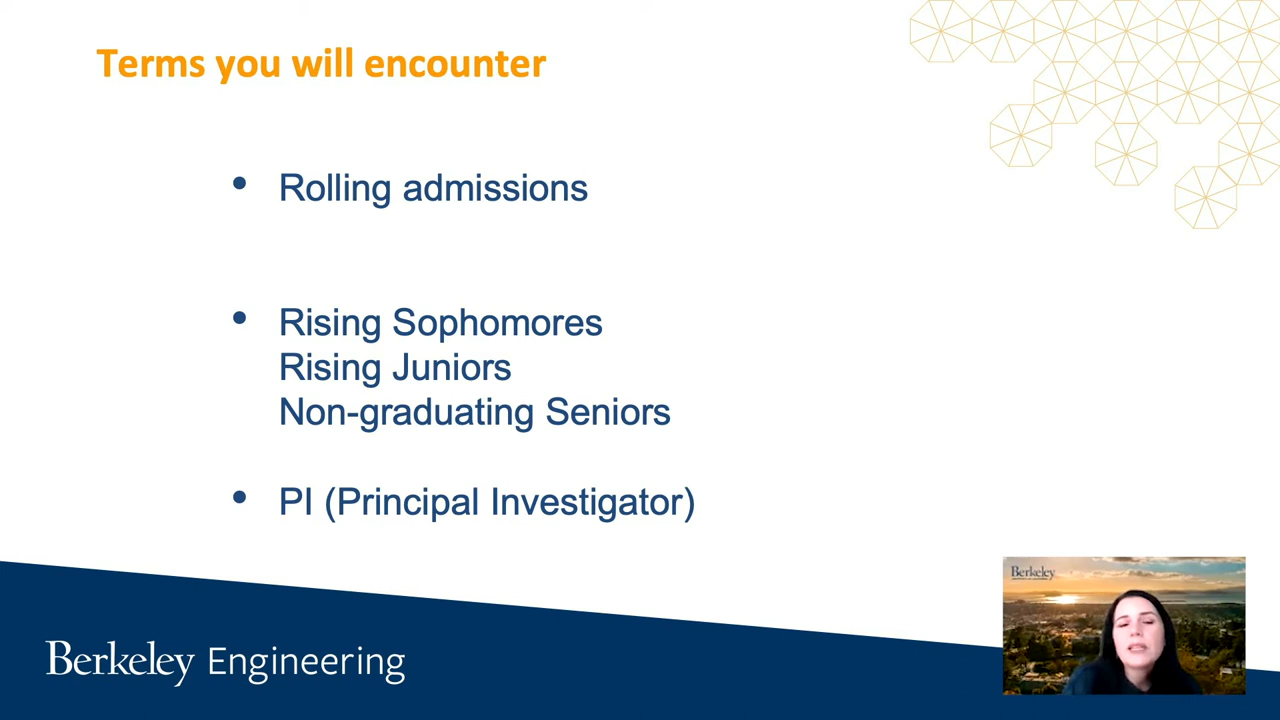 Terms you will encounter
• Rolling admissions
• Rising Sophomores
Rising Juniors
Non-graduating Seniors
• PI (Principal Investigator)
Berkeley Engineering
Berkeley